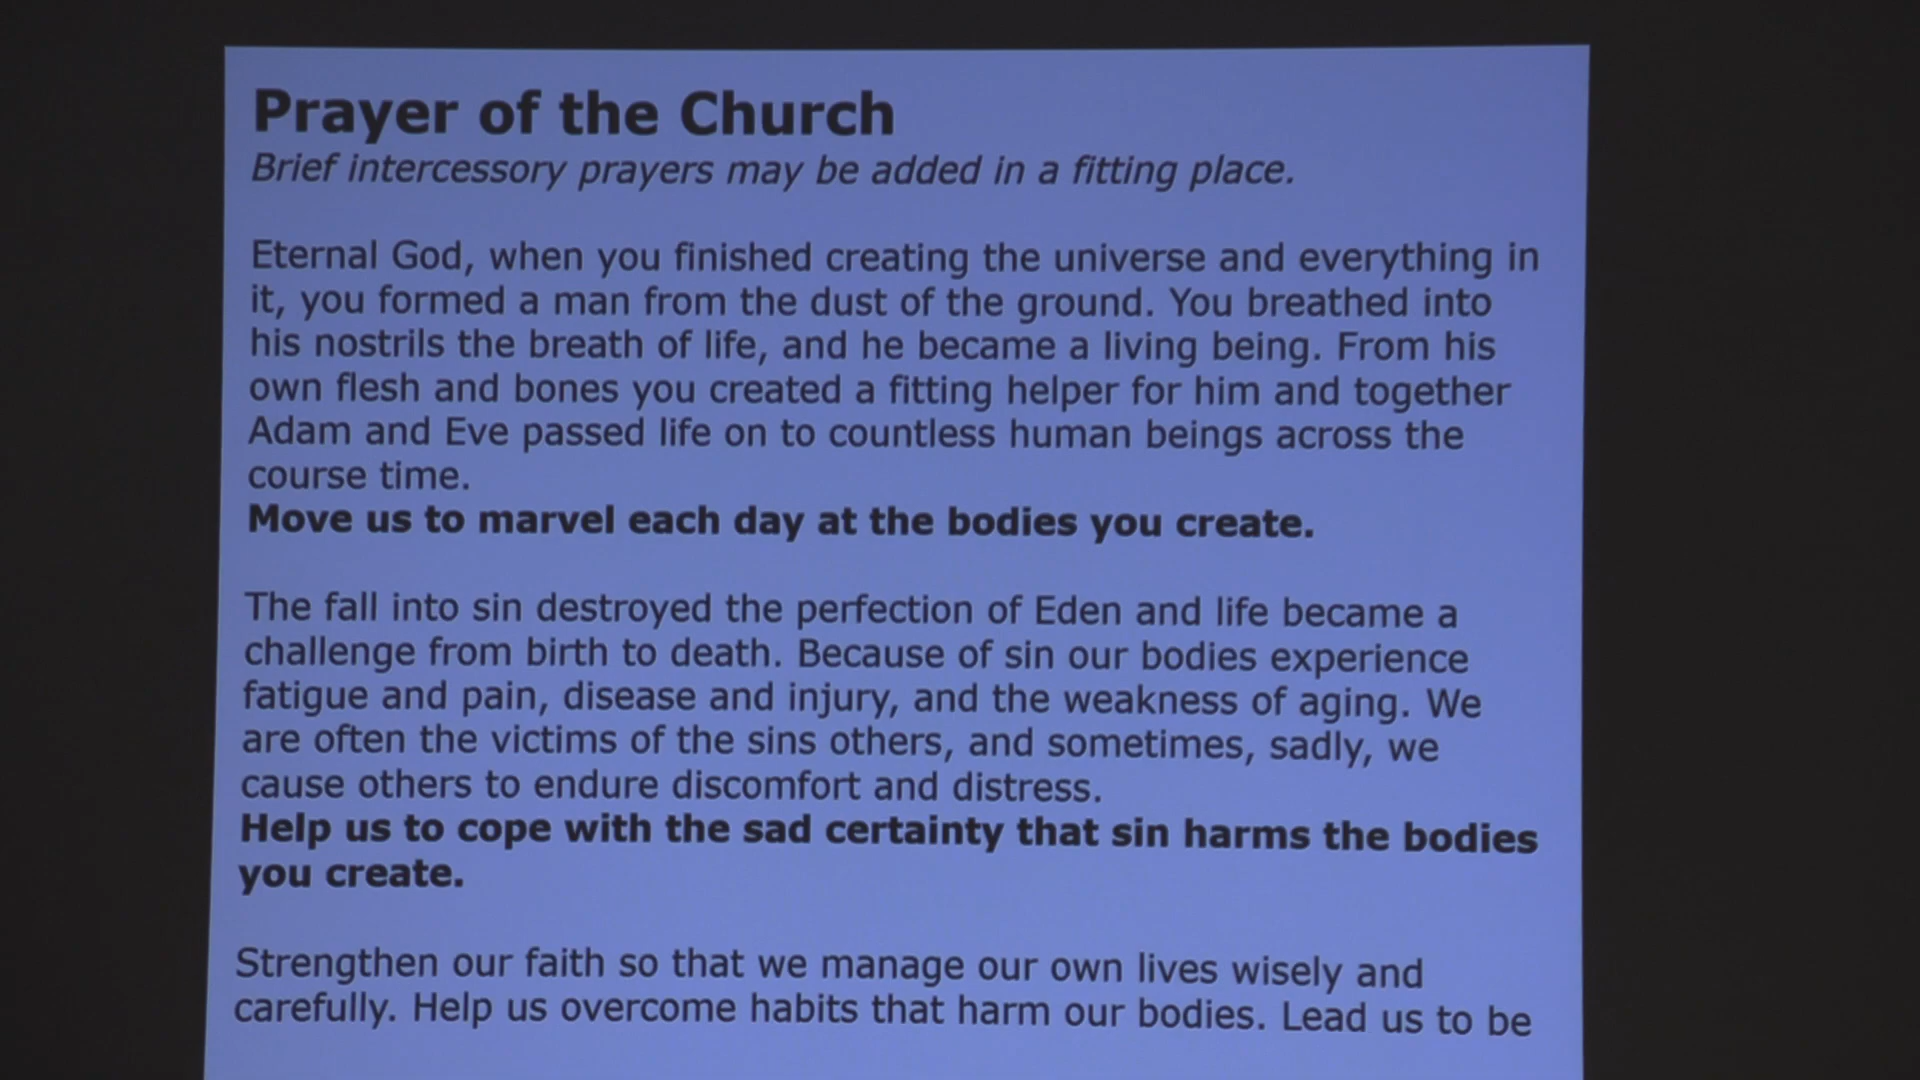 Prayer of the Church
Brief intercessory prayers may be added in a fitting place.
Eternal God, when you finished creating the universe and everything in
it, you formed a man from the dust of the ground. You breathed into
his nostrils the breath of life, and he became a living being. From his
own flesh and bones you created a fitting helper for him and together
Adam and Eve passed life on to countless human beings across the
course time.
Move us to marvel each day at the bodies you create.
The fall into sin destroyed the perfection of Eden and life became a
challenge from birth to death. Because of sin our bodies experience
fatigue and pain, disease and injury, and the weakness of aging. We
are often the victims of the sins others, and sometimes, sadly, we
cause others to endure discomfort and distress.
Help us to cope with the sad certainty that sin harms the bodies
you create.
Strengthen our faith so that we manage our own lives wisely and
carefully. Help us overcome habits that harm our bodies. Lead us to be